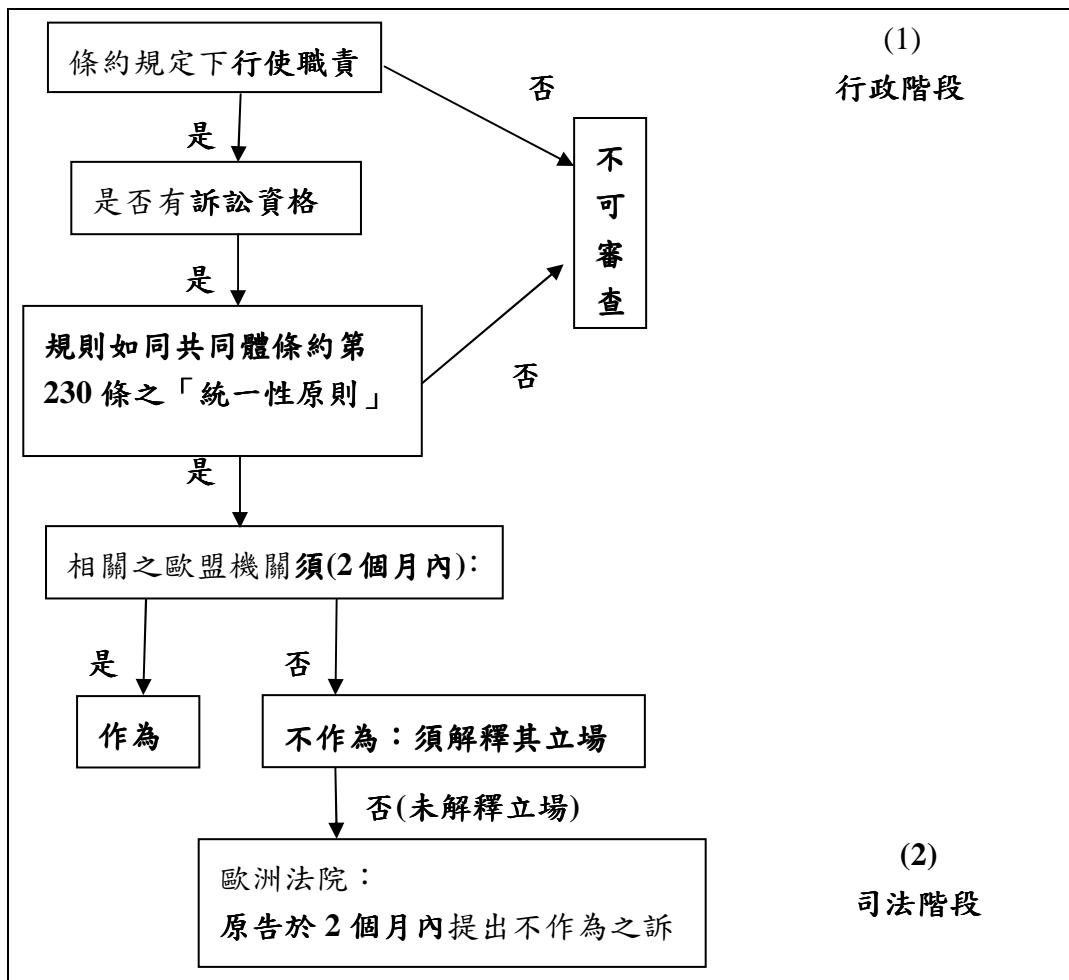 條約規定下行使職責
(1)
行政階段
否
是
不
可
審
查
是否有訴訟資格
是
規則如同共同體條約第
230 條之「統一性原則」
否
是
相關之歐盟機關須(2 個月內)：
是
否
作為
不作為：須解釋其立場
否(未解釋立場)
歐洲法院：
原告於 2 個月內提出不作為之訴
(2)
司法階段